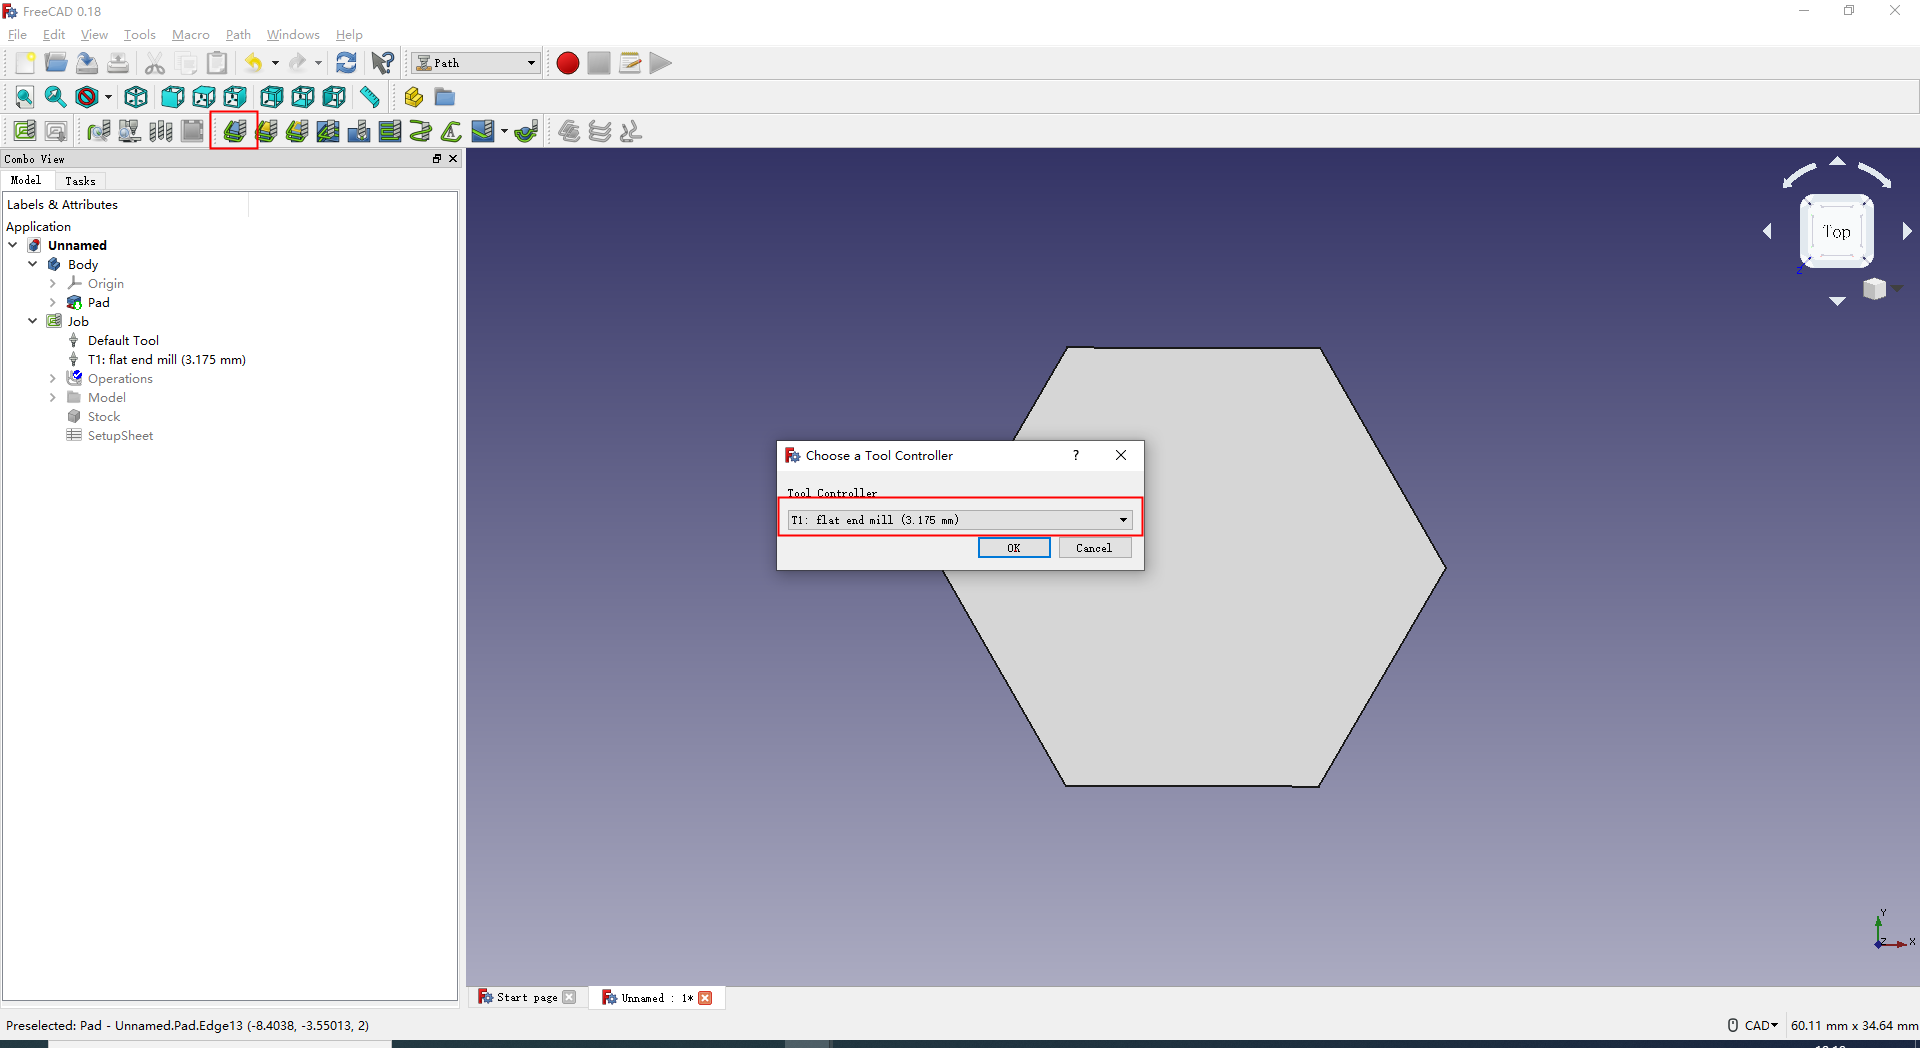 FreeCAD 0.18
File Edit View Tools Macro Path Windows Help
Path
Combo View
Model Tasks
Labels & Attributes
Application
Unnamed
Body
Origin
Pad
Job
Default Tool
T1: flat end mill (3.175 mm)
Operations
Model
Stock
SetupSheet
Top
Z
Choose a Tool Controller ?
Tool Controller
T1: flat end mill (3.175 mm)
OK Cancel
Y
Z X
Start page Unnamed : 1*
Preselected: Pad - Unnamed.Pad.Edge13 (-8.4038, -3.55013, 2) CAD 60.11 mm x 34.64 mm